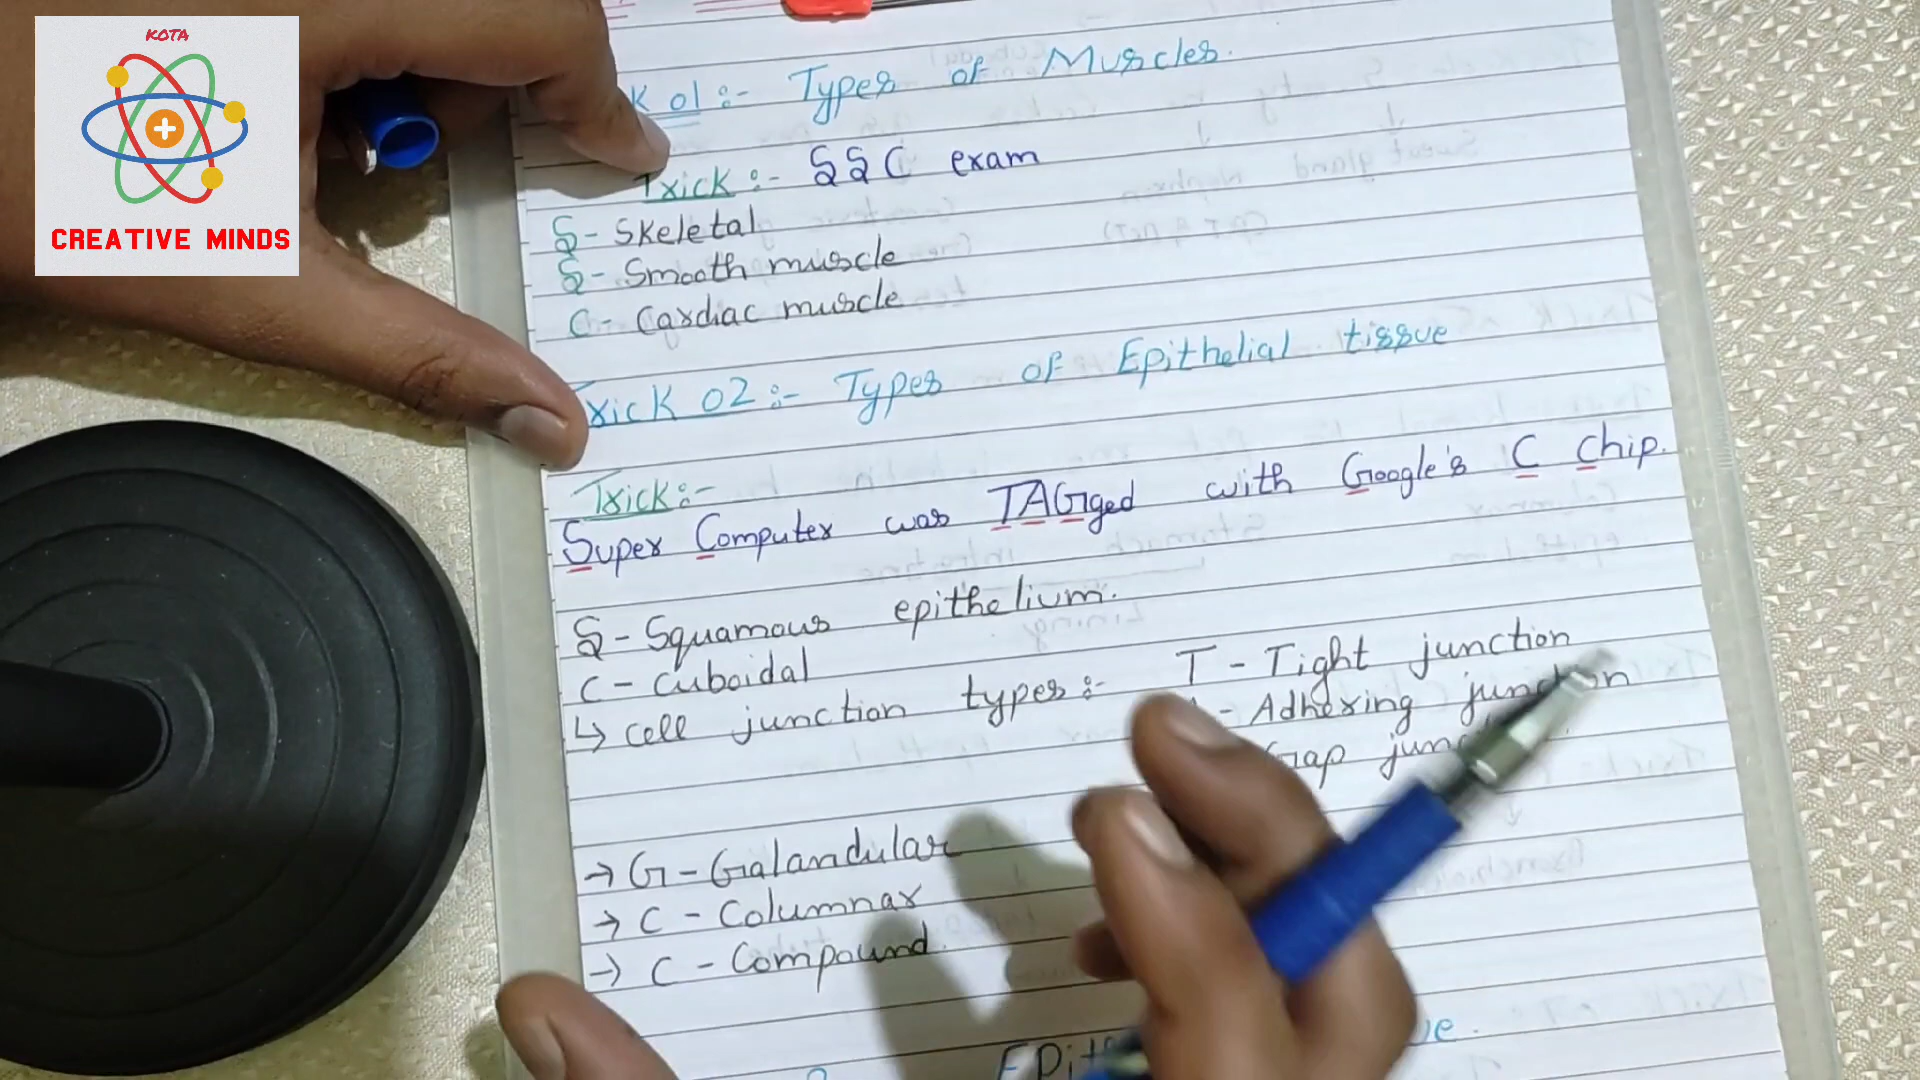 KOTA
CREATIVE MINDS
K 01:- Types of Muscles.
Trick:- SSC exam
S- Skeletal
S- Smooth muscle
C- Cardiac muscle
Trick 02:- Types of Epithelial tissue
Trick:-
Super Computer was TAGged with Google's C Chip.
S- Squamous epithelium.
C- Cuboidal
↳ cell junction types:- T- Tight junction
- Adhering junction
Gap
→ G- Galandular
→ C- Columnar
→ C- Compound.